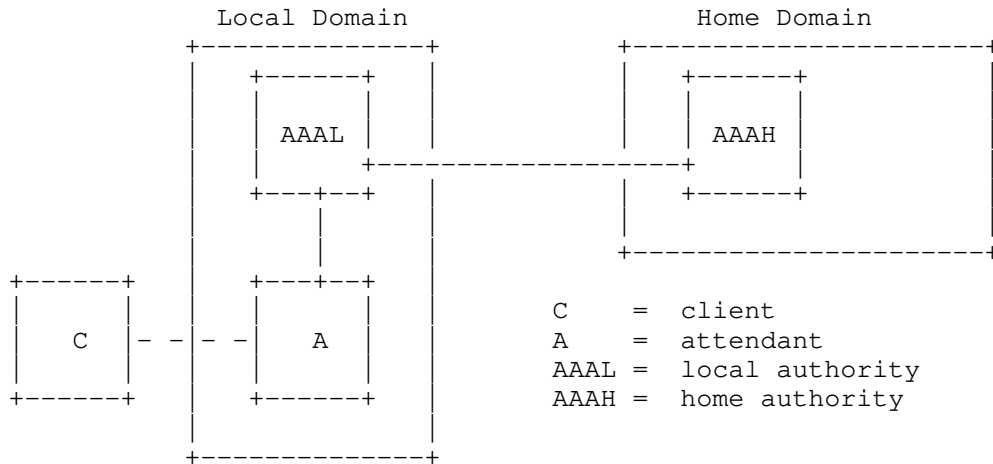 Local Domain Home Domain
AAAL AAAH
C = client
C A A = attendant
AAAL = local authority
AAAH = home authority